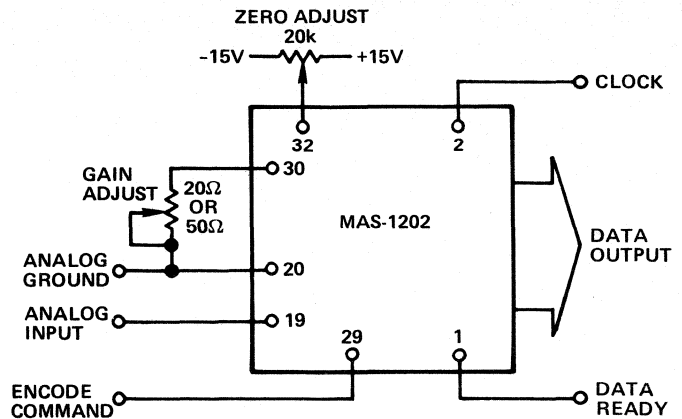 ZERO ADJUST
20k
-15V
+15V
CLOCK
32
2
30
GAIN
ADJUST
20Ω
OR
50Ω
MAS-1202
DATA
OUTPUT
ANALOG
GROUND
20
ANALOG
INPUT
19
29
1
ENCODE
COMMAND
DATA
READY